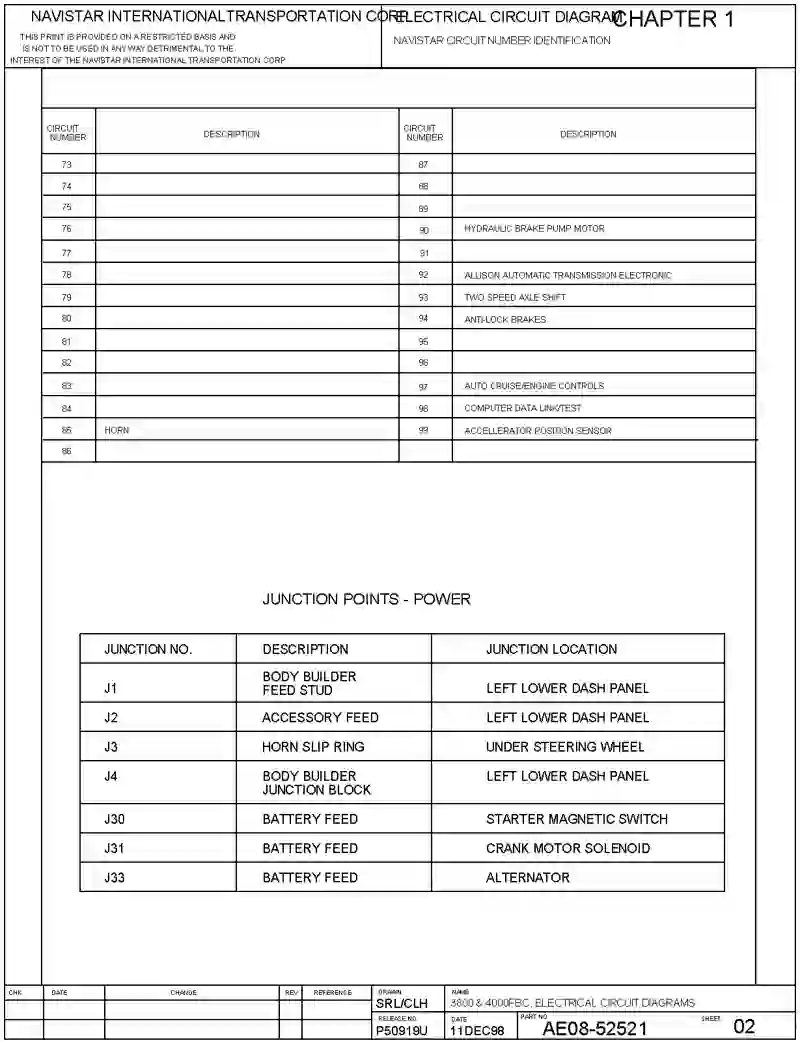 NAVISTAR INTERNATIONAL TRANSPORTATION CORP.
THIS PRINT IS PROVIDED ON A RESTRICTED BASIS AND
IS NOT TO BE USED IN ANY WAY DETRIMENTAL TO THE
INTEREST OF THE NAVISTAR INTERNATIONAL TRANSPORTATION CORP
ELECTRICAL CIRCUIT DIAGRAM
CHAPTER 1
NAVISTAR CIRCUIT NUMBER IDENTIFICATION
CIRCUIT NUMBER DESCRIPTION CIRCUIT NUMBER DESCRIPTION
73 87
74 88
75 89
76 90 HYDRAULIC BRAKE PUMP MOTOR
77 91
78 92 ALLISON AUTOMATIC TRANSMISSION ELECTRONIC
79 93 TWO SPEED AXLE SHIFT
80 94 ANTI-LOCK BRAKES
81 95
82 96
83 97 AUTO CRUISE/ENGINE CONTROLS
84 98 COMPUTER DATA LINK/TEST
85 HORN 99 ACCELLERATOR POSITION SENSOR
86
JUNCTION POINTS - POWER
JUNCTION NO. DESCRIPTION JUNCTION LOCATION
J1 BODY BUILDER FEED STUD LEFT LOWER DASH PANEL
J2 ACCESSORY FEED LEFT LOWER DASH PANEL
J3 HORN SLIP RING UNDER STEERING WHEEL
J4 BODY BUILDER JUNCTION BLOCK LEFT LOWER DASH PANEL
J30 BATTERY FEED STARTER MAGNETIC SWITCH
J31 BATTERY FEED CRANK MOTOR SOLENOID
J33 BATTERY FEED ALTERNATOR
CHK DATE CHANGE REV REFERENCE
DRAWN
SRL/CLH
NAME
3800 & 4000FBC, ELECTRICAL CIRCUIT DIAGRAMS
RELEASE NO.
P50919U
DATE
11DEC98
PART NO
AE08-52521
SHEET 02